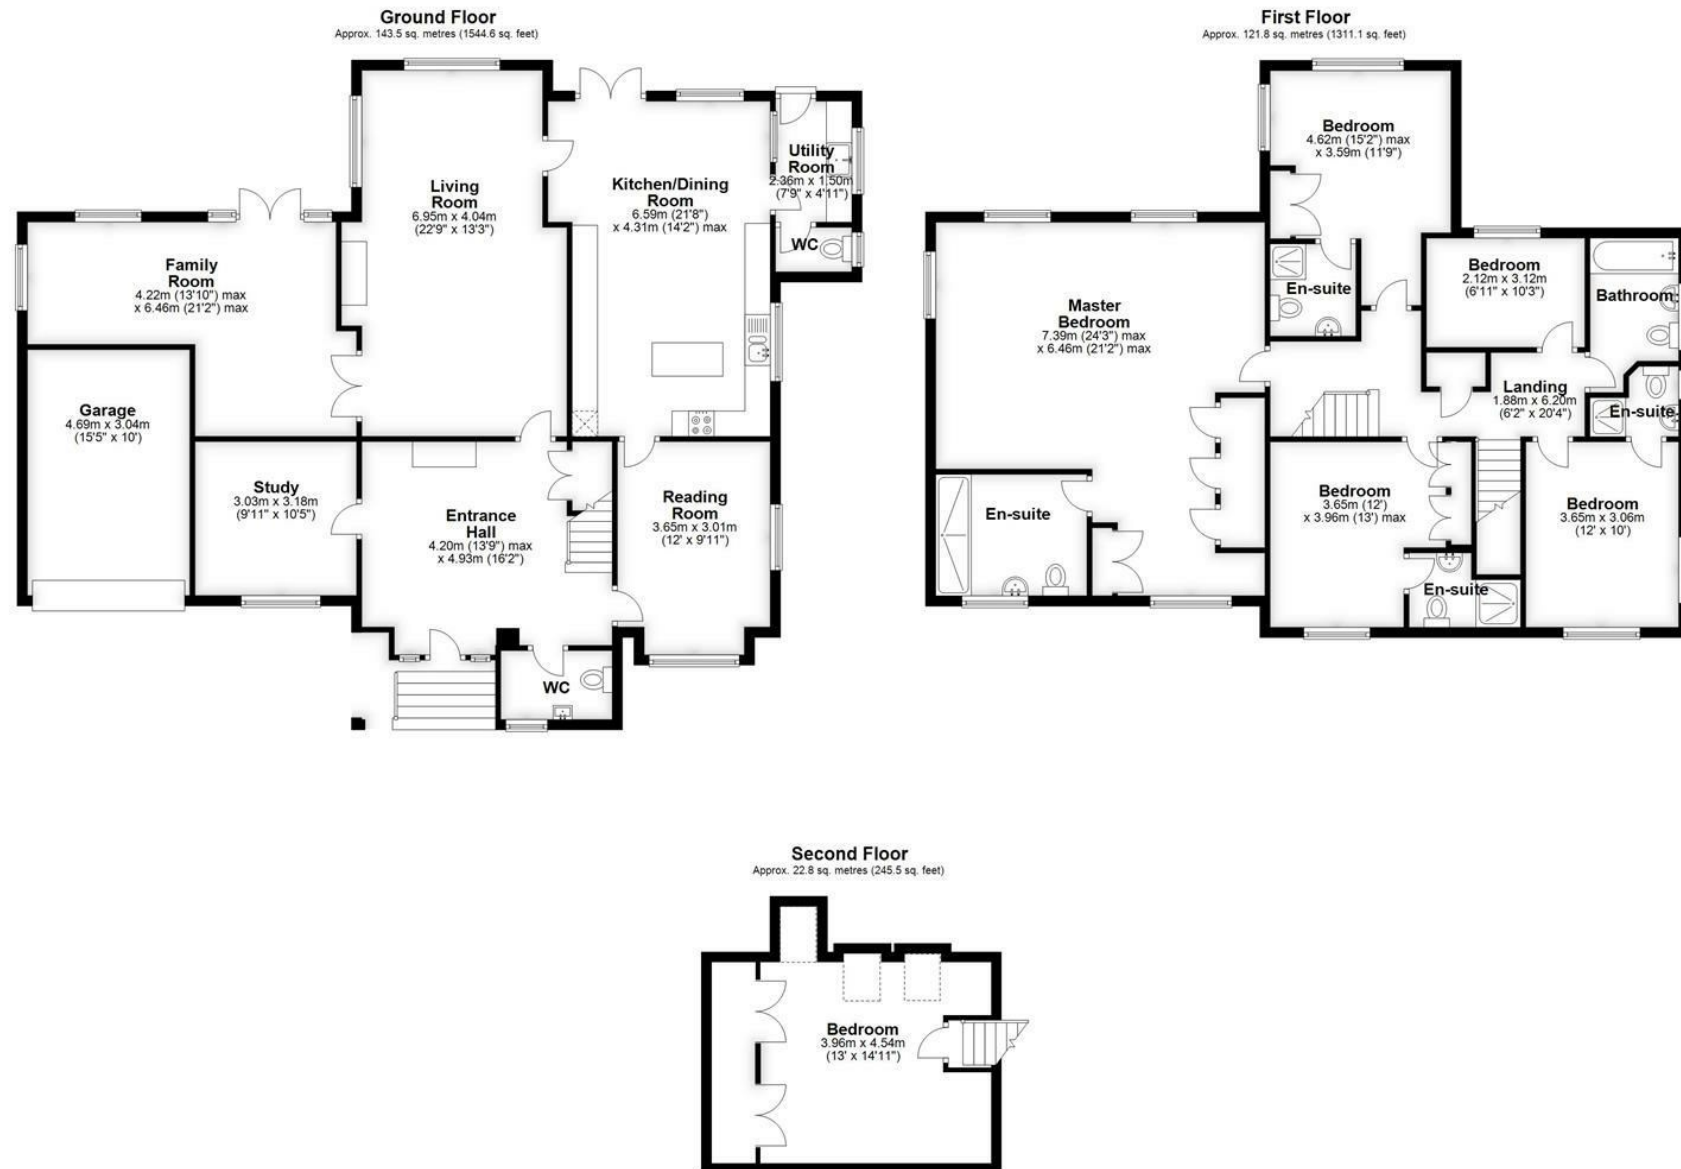 Ground Floor
Approx. 143.5 sq. metres (1544.6 sq. feet)
Living
Room
6.95m x 4.04m
(22'9" x 13'3")
Kitchen/Dining
Room
6.59m (21'8")
x 4.31m (14'2") max
Utility
Room
2.36m x 1.50m
(7'9" x 4'11")
WC
Family
Room
4.22m (13'10") max
x 6.46m (21'2") max
Garage
4.69m x 3.04m
(15'5" x 10')
Study
3.03m x 3.18m
(9'11" x 10'5")
Entrance
Hall
4.20m (13'9") max
x 4.93m (16'2")
Reading
Room
3.65m x 3.01m
(12' x 9'11")
WC
First Floor
Approx. 121.8 sq. metres (1311.1 sq. feet)
Bedroom
4.62m (15'2") max
x 3.59m (11'9")
Bedroom
2.12m x 3.12m
(6'11" x 10'3")
Bathroom
En-suite
Master
Bedroom
7.39m (24'3") max
x 6.46m (21'2") max
Landing
1.88m x 6.20m
(6'2" x 20'4")
En-suite
En-suite
Bedroom
3.65m (12')
x 3.96m (13') max
Bedroom
3.65m x 3.06m
(12' x 10')
En-suite
Second Floor
Approx. 22.8 sq. metres (245.5 sq. feet)
Bedroom
3.96m x 4.54m
(13' x 14'11")